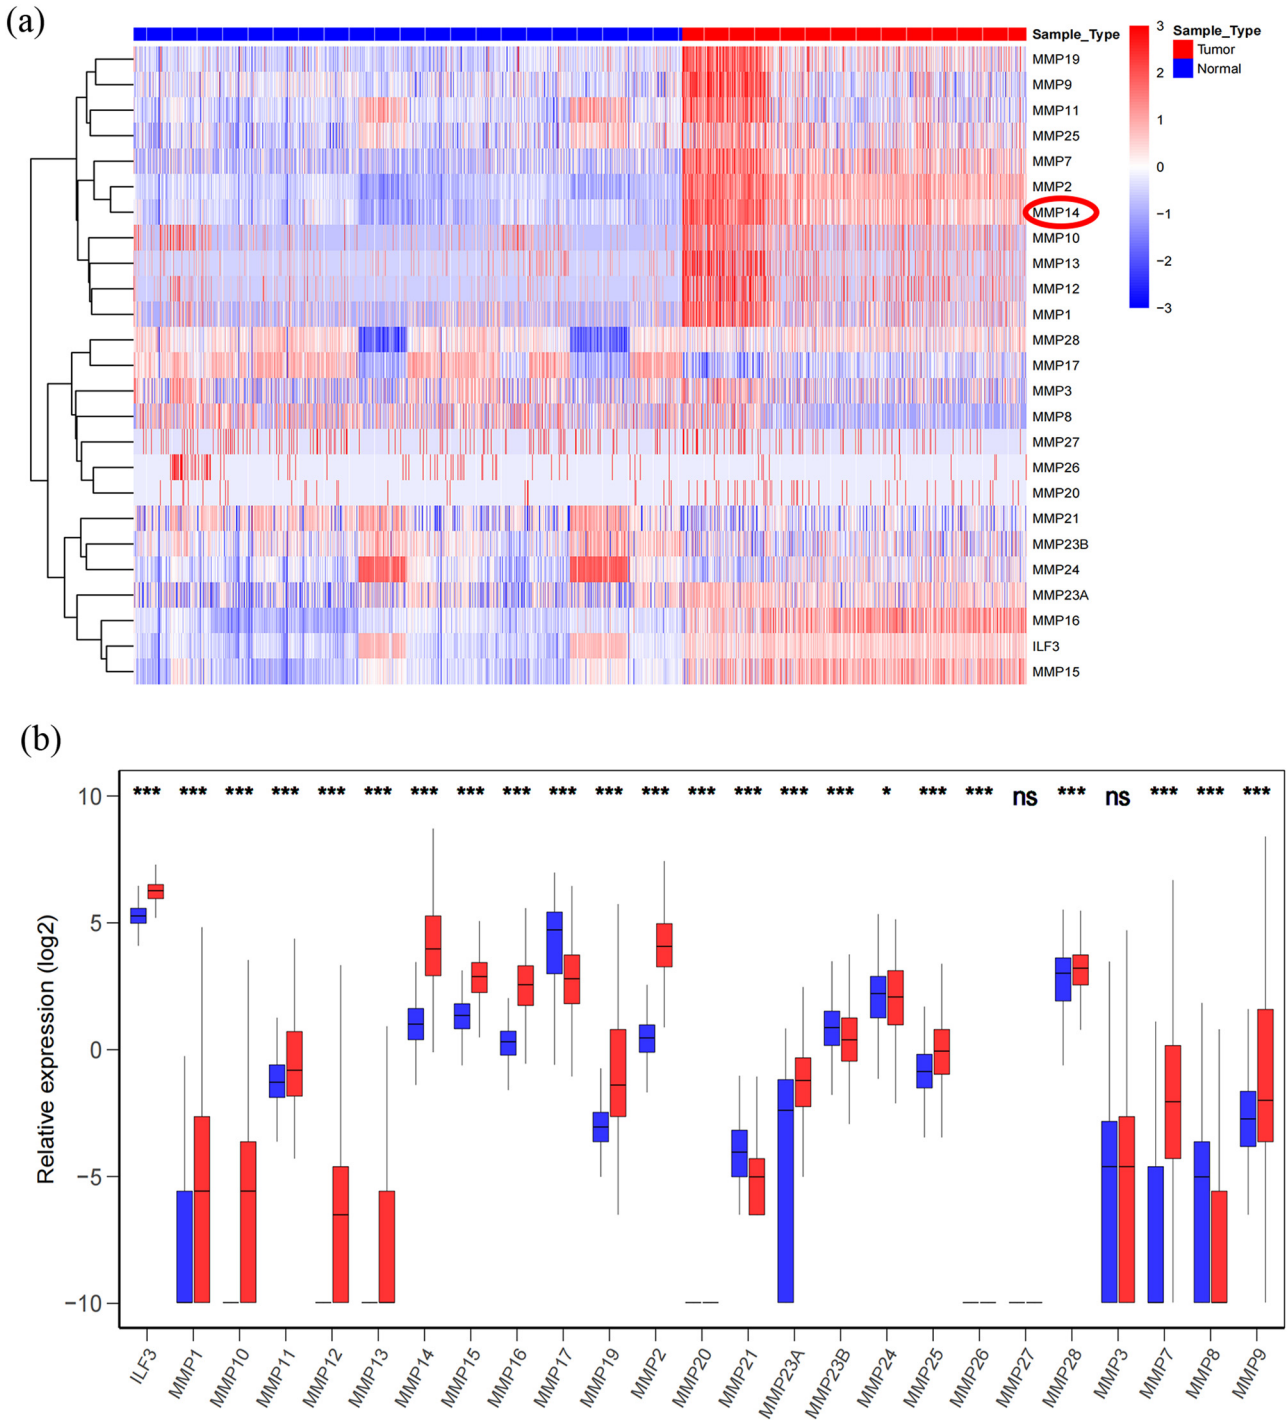 (a)
Sample_Type
MMP19
MMP9
MMP11
MMP25
MMP7
MMP2
MMP14
MMP10
MMP13
MMP12
MMP1
MMP28
MMP17
MMP3
MMP8
MMP27
MMP26
MMP20
MMP21
MMP23B
MMP24
MMP23A
MMP16
ILF3
MMP15
3
2
1
0
−1
−2
−3
Sample_Type
Tumor
Normal
(b)
Relative expression (log2)
10
5
0
−5
−10
*** *** *** *** *** *** *** *** *** *** *** *** *** *** *** *** * *** *** ns *** ns *** *** ***
ILF3 MMP1 MMP10 MMP11 MMP12 MMP13 MMP14 MMP15 MMP16 MMP17 MMP19 MMP2 MMP20 MMP21 MMP23A MMP23B MMP24 MMP25 MMP26 MMP27 MMP28 MMP3 MMP7 MMP8 MMP9